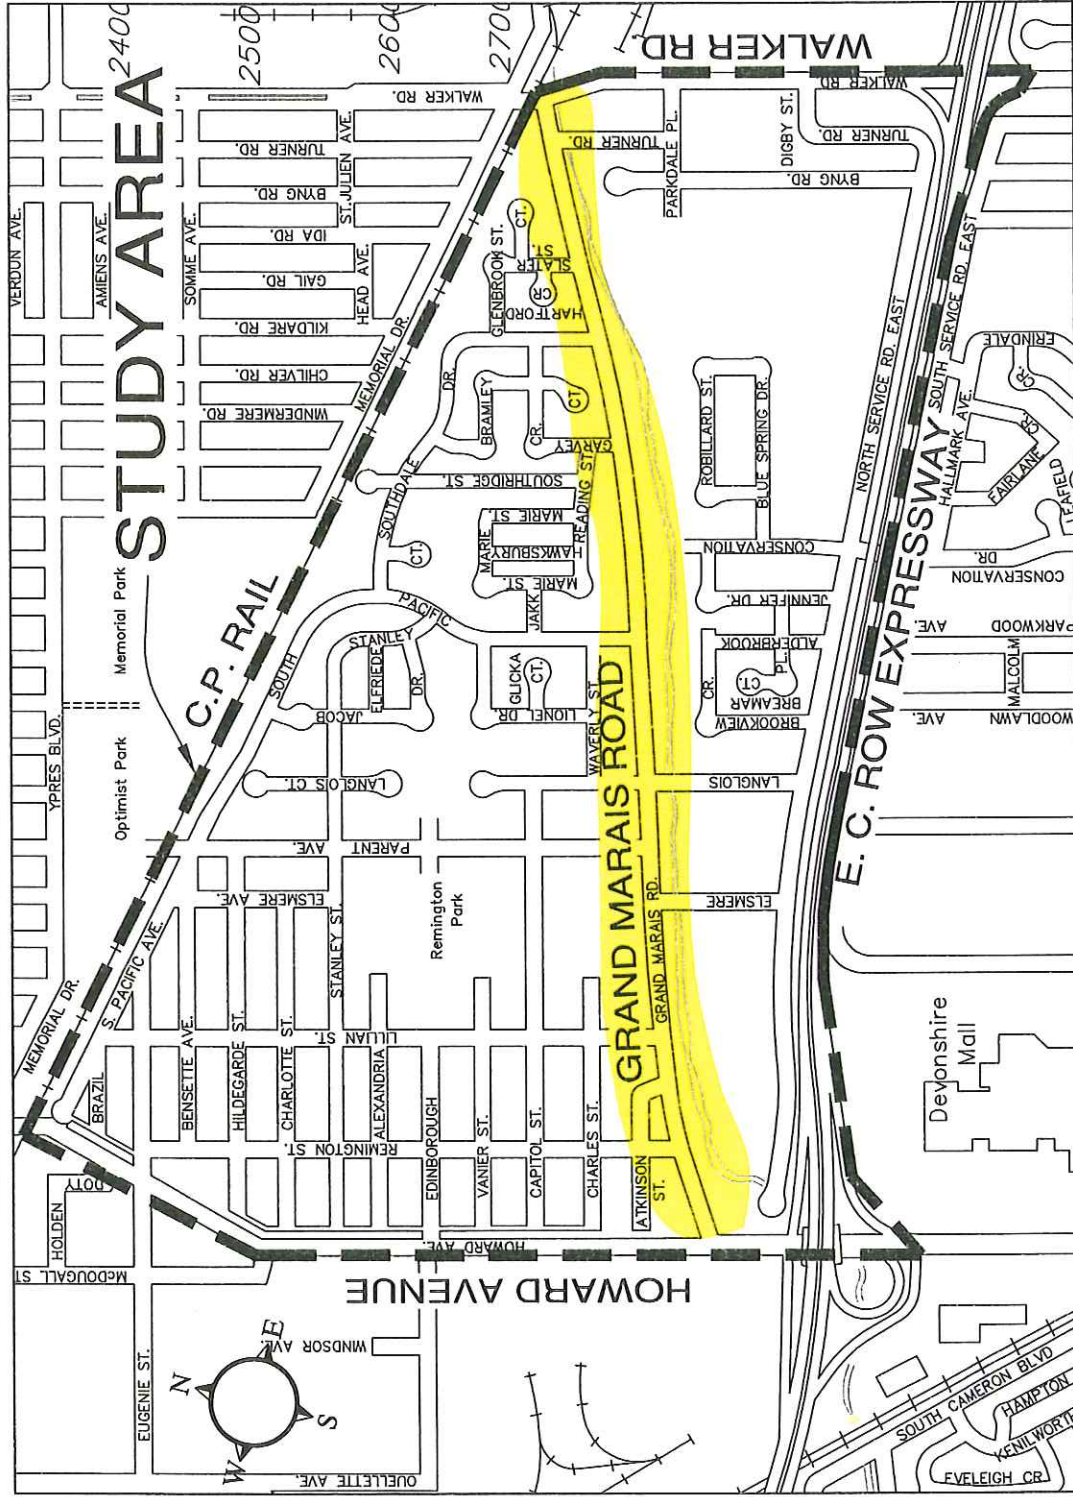 STUDY AREA
2400
2500
2600
2700
VERDUN AVE.
AMIENS AVE.
SOMME AVE.
ST.JULIEN AVE.
HEAD AVE.
WALKER RD.
TURNER RD.
BYNG RD.
IDA RD.
GAIL RD.
KILDARE RD.
CHILVER RD.
WINDERMERE RD.
MEMORIAL DR.
Memorial Park
Optimist Park
YPRES BLVD.
MEMORIAL DR.
C.P. RAIL
S. PACIFIC AVE.
SOUTH
PACIFIC
SOUTHDALE
DR.
GLENBROOK ST.
CT.
SLATER
ST.
CR.
HARTFORD
BRAMLEY
CR.
CT.
GARVEY
SOUTHRIDGE ST.
READING ST.
MARIE ST.
MARIE
HAWKSBURY
MARIE ST.
JAKK
CT.
STANLEY
ELFRIEDE
DR.
JACOB
GLICKA
CT.
LIONEL DR.
WAVERLY ST.
LANGLOIS CT.
PARENT AVE.
ELSMERE AVE.
STANLEY ST.
Remington
Park
LILLIAN ST.
BRAZIL
BENSETTE AVE.
HILDEGARDE ST.
CHARLOTTE ST.
ALEXANDRIA
REMINGTON ST.
EDINBOROUGH
VANIER ST.
CAPITOL ST.
CHARLES ST.
ATKINSON
ST.
GRAND MARAIS ROAD
GRAND MARAIS RD.
HOWARD AVE.
HOWARD AVENUE
DOTY
HOLDEN
McDOUGALL ST
EUGENIE ST.
WINDSOR AVE.
OUELLETTE AVE.
N
E
S
W
WALKER RD.
WALKER RD.
TURNER RD.
PARKDALE PL.
DIGBY ST.
TURNER RD.
BYNG RD.
ROBILLARD ST.
BLUE SPRING DR.
CONSERVATION
JENNIFER DR.
ALDERBROOK
PL.
CR.
CT.
BREAMAR
BROOKVIEW
LANGLOIS
ELSMERE
NORTH SERVICE RD. EAST
SOUTH SERVICE RD. EAST
E. C. ROW EXPRESSWAY
HALLMARK AVE.
ERINDALE
CR.
CR.
FAIRLANE
LEAFIELD
DR.
CONSERVATION
AVE. PARKWOOD
MALCOLM
AVE. WOODLAWN
Devonshire
Mall
SOUTH CAMERON BLVD
HAMPTON
KENILWORTH
EVELEIGH CR.